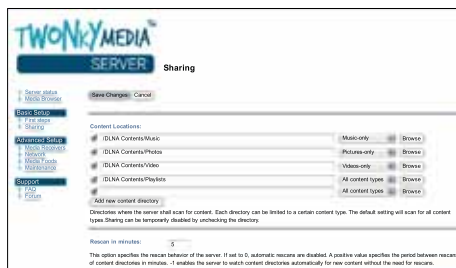 TWONKYMEDIA™
SERVER
Sharing
Server status
Media Browser
Save Changes Cancel
Basic Setup
First steps
Sharing
Advanced Setup
Media Receivers
Network
Media Feeds
Maintenance
Support
FAQ
Forum
Content Locations:
/DLNA Contents/Music Music-only Browse
/DLNA Contents/Photos Pictures-only Browse
/DLNA Contents/Video Videos-only Browse
/DLNA Contents/Playlists All content types Browse
All content types Browse
Add new content directory
Directories where the server shall scan for content. Each directory can be limited to a certain content type. The default setting will scan for all content
types.Sharing can be temporarily disabled by unchecking the directory.
Rescan in minutes: 5
This option specifies the rescan behavior of the server. If set to 0, automatic rescans are disabled. A positive value specifies the period between rescans
of content directories in minutes. -1 enables the server to watch content directories automatically for new content without the need for rescans.